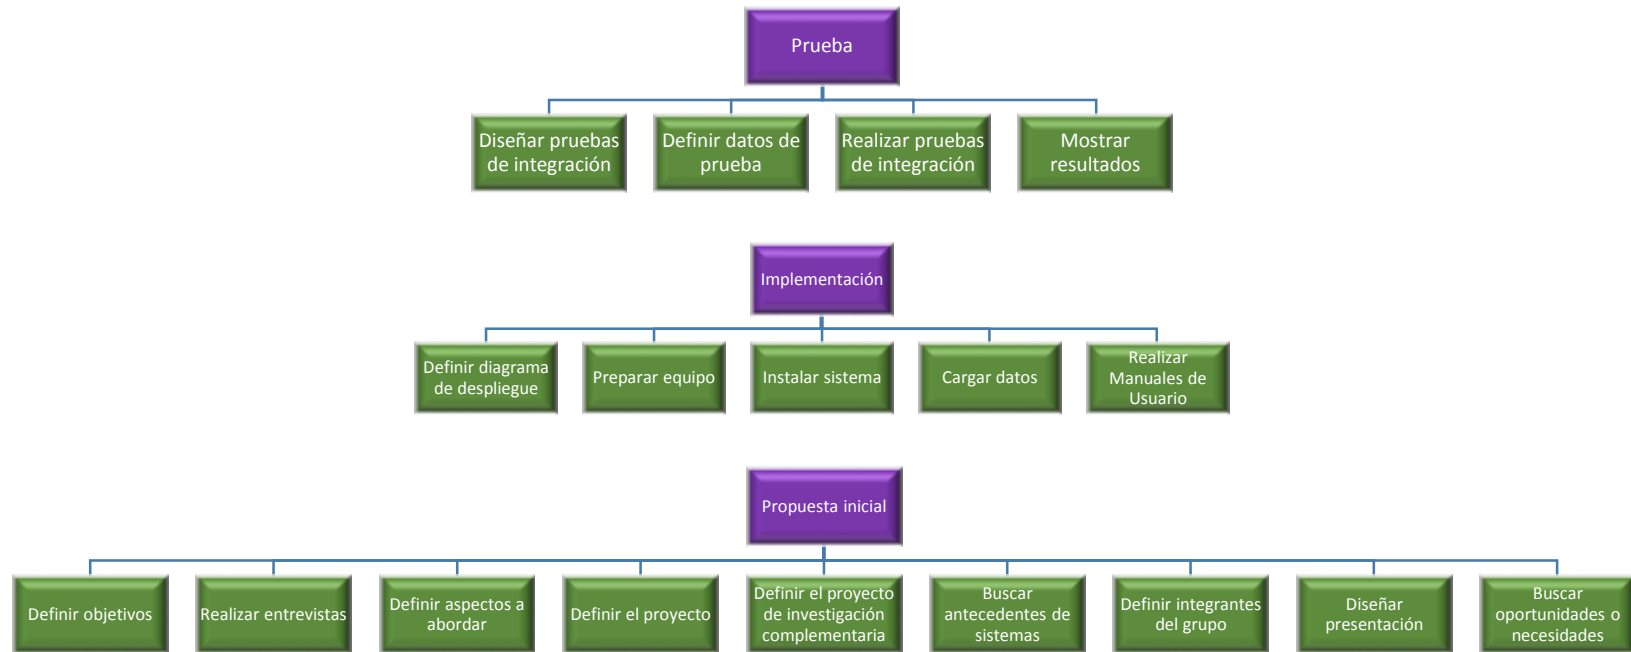 Prueba
Diseñar pruebas
de integración
Definir datos de
prueba
Realizar pruebas
de integración
Mostrar
resultados
Implementación
Definir diagrama
de despliegue
Preparar equipo
Instalar sistema
Cargar datos
Realizar
Manuales de
Usuario
Propuesta inicial
Definir objetivos
Realizar entrevistas
Definir aspectos a
abordar
Definir el proyecto
Definir el proyecto
de investigación
complementaria
Buscar
antecedentes de
sistemas
Definir integrantes
del grupo
Diseñar
presentación
Buscar
oportunidades o
necesidades